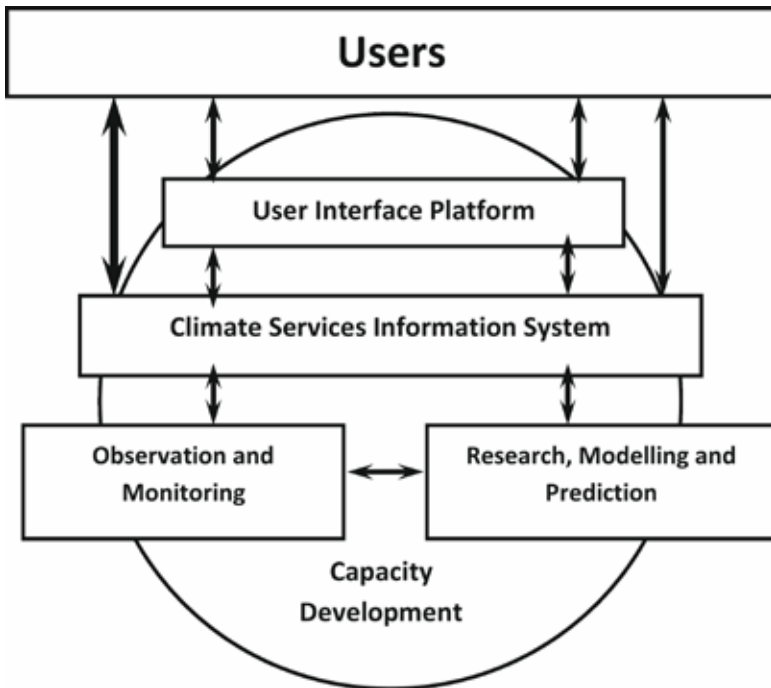 Users
User Interface Platform
Climate Services Information System
Observation and
Monitoring
Research, Modelling and
Prediction
Capacity
Development